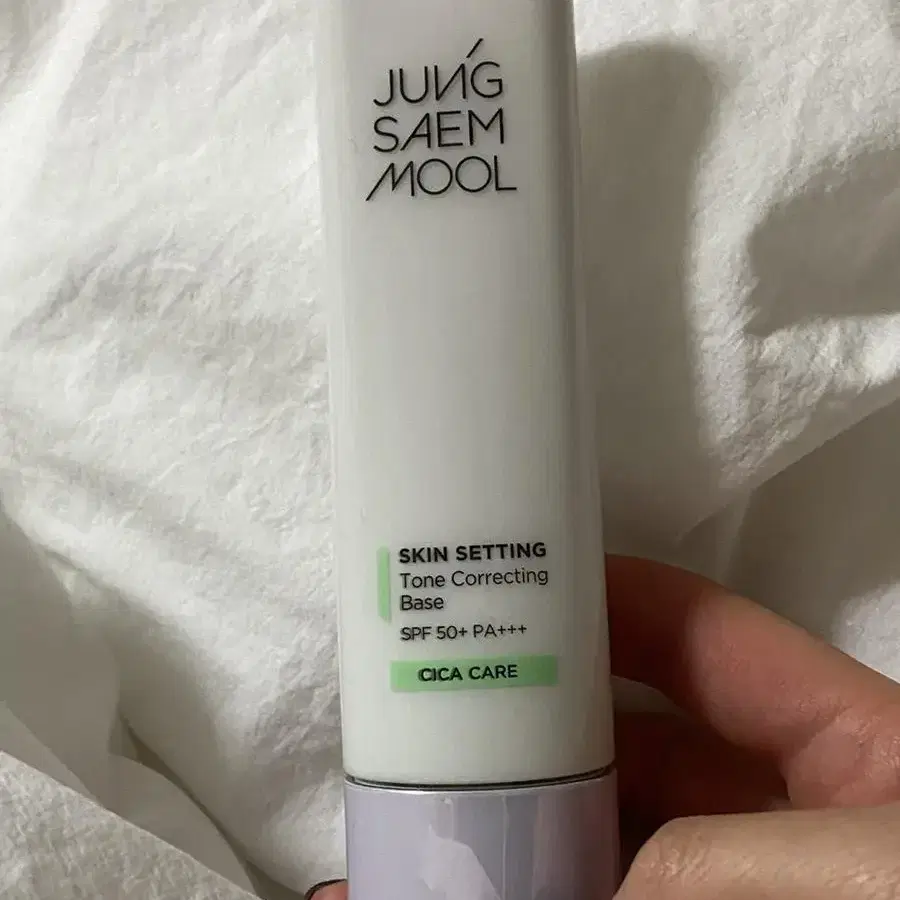 JUNG
SAEM
MOOL
SKIN SETTING
Tone Correcting
Base
SPF 50+ PA+++
CICA CARE